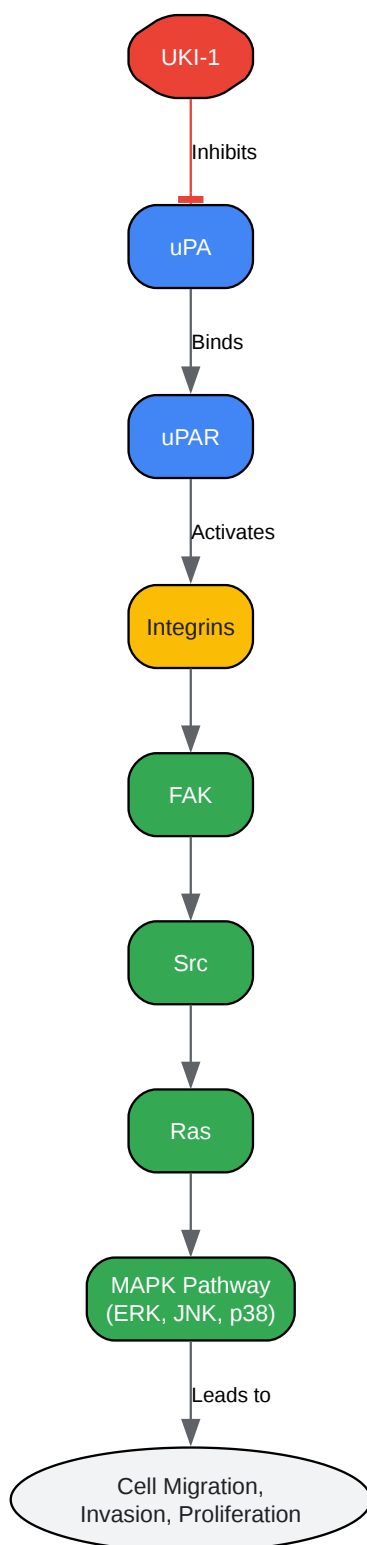 UKI-1
Inhibits
uPA
Binds
uPAR
Activates
Integrins
FAK
Src
Ras
MAPK Pathway
(ERK, JNK, p38)
Leads to
Cell Migration,
Invasion, Proliferation